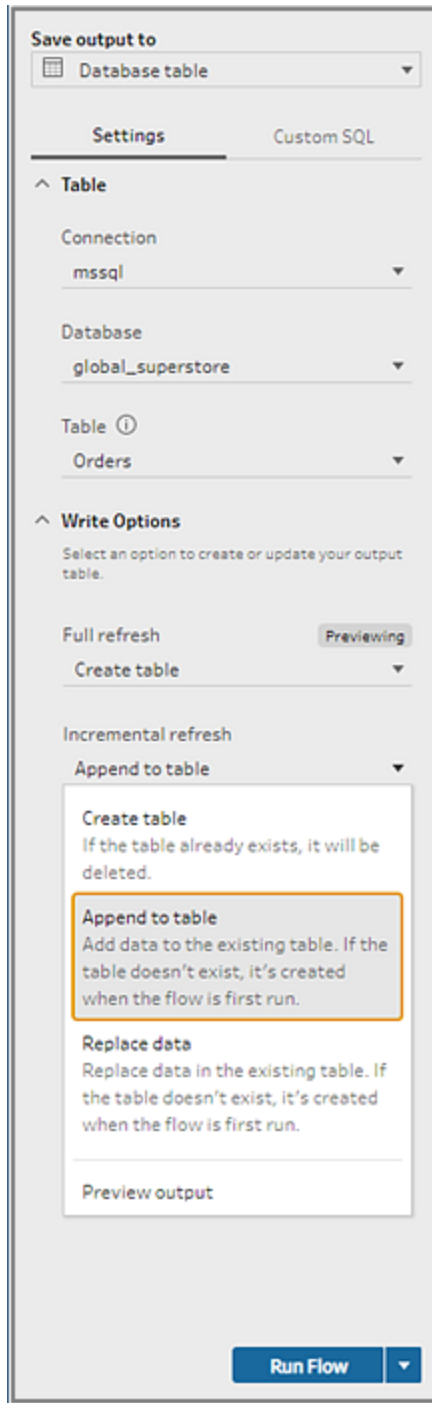 Save output to
Database table
Settings
Custom SQL
Table
Connection
mssql
Database
global_superstore
Table
Orders
Write Options
Select an option to create or update your output
table.
Full refresh
Previewing
Create table
Incremental refresh
Append to table
Create table
If the table already exists, it will be
deleted.
Append to table
Add data to the existing table. If the
table doesn't exist, it's created
when the flow is first run.
Replace data
Replace data in the existing table. If
the table doesn't exist, it's created
when the flow is first run.
Preview output
Run Flow